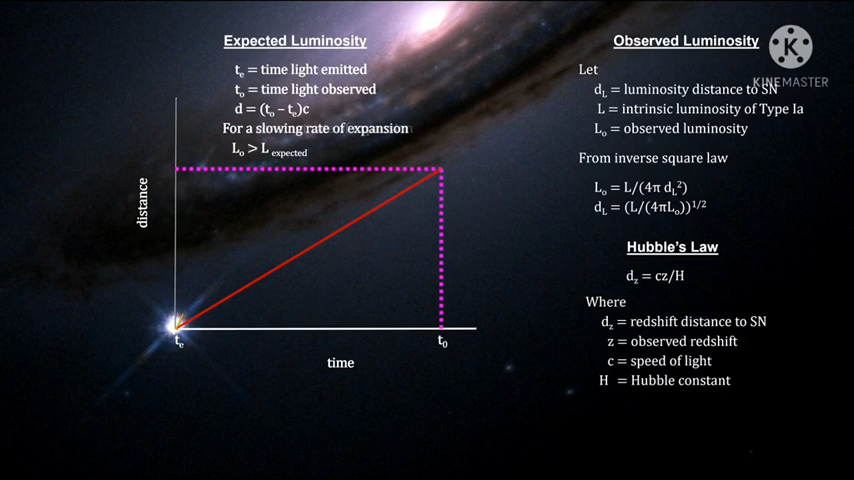 Expected Luminosity
tₑ = time light emitted
tₒ = time light observed
d = (tₒ – tₑ)c
For a slowing rate of expansion
Lₒ > L expected
distance
tₑ
t₀
time
Observed Luminosity
K
KINEMASTER
Let
d_L = luminosity distance to SN
L = intrinsic luminosity of Type Ia
Lₒ = observed luminosity
From inverse square law
Lₒ = L/(4π d_L²)
d_L = (L/(4πLₒ))¹/²
Hubble's Law
d_z = cz/H
Where
d_z = redshift distance to SN
z = observed redshift
c = speed of light
H = Hubble constant